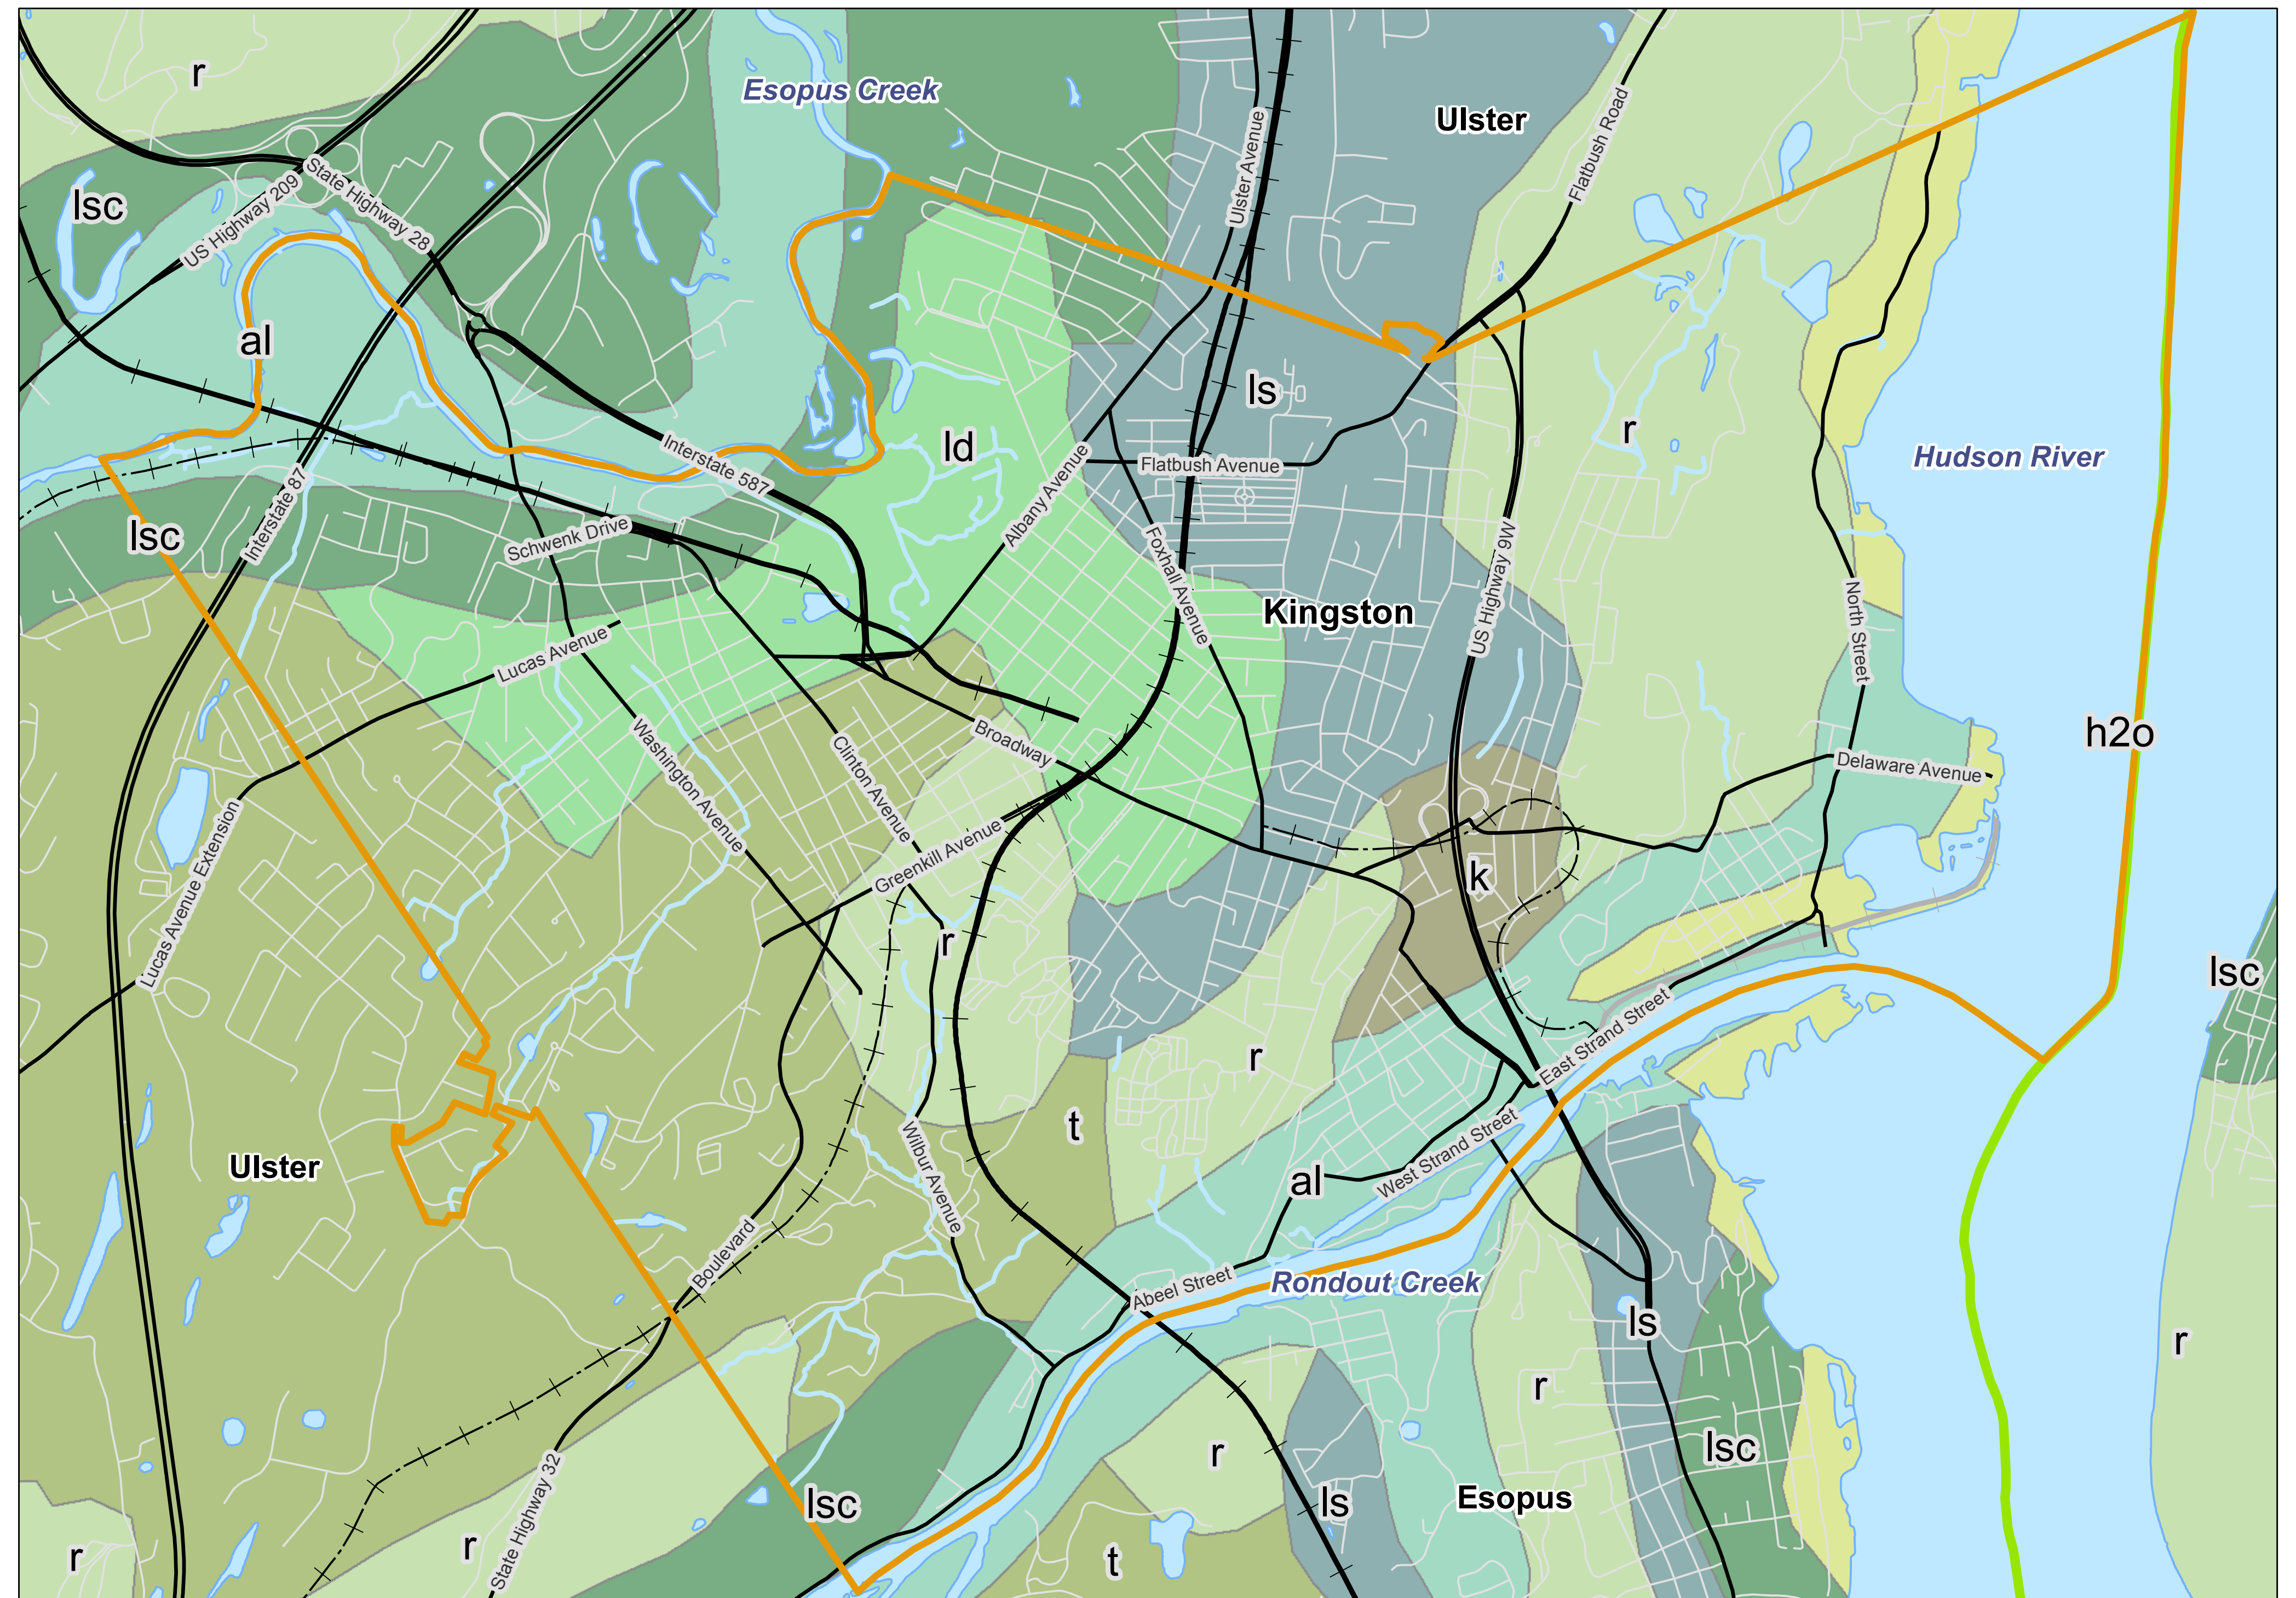 r
Esopus Creek
Ulster
Flatbush Road
Ulster Avenue
State Highway 28
US Highway 209
lsc
al
ls
ld
r
Hudson River
Interstate 587
Flatbush Avenue
Albany Avenue
Interstate 87
lsc
Schwenk Drive
Foxhall Avenue
US Highway 9W
Kingston
North Street
Lucas Avenue
Washington Avenue
Clinton Avenue
Broadway
h2o
Delaware Avenue
Greenkill Avenue
Lucas Avenue Extension
k
r
lsc
East Strand Street
r
t
Ulster
West Strand Street
Wilbur Avenue
al
Boulevard
Abeel Street
Rondout Creek
ls
r
r
lsc
r
ls
Esopus
lsc
State Highway 32
r
r
t